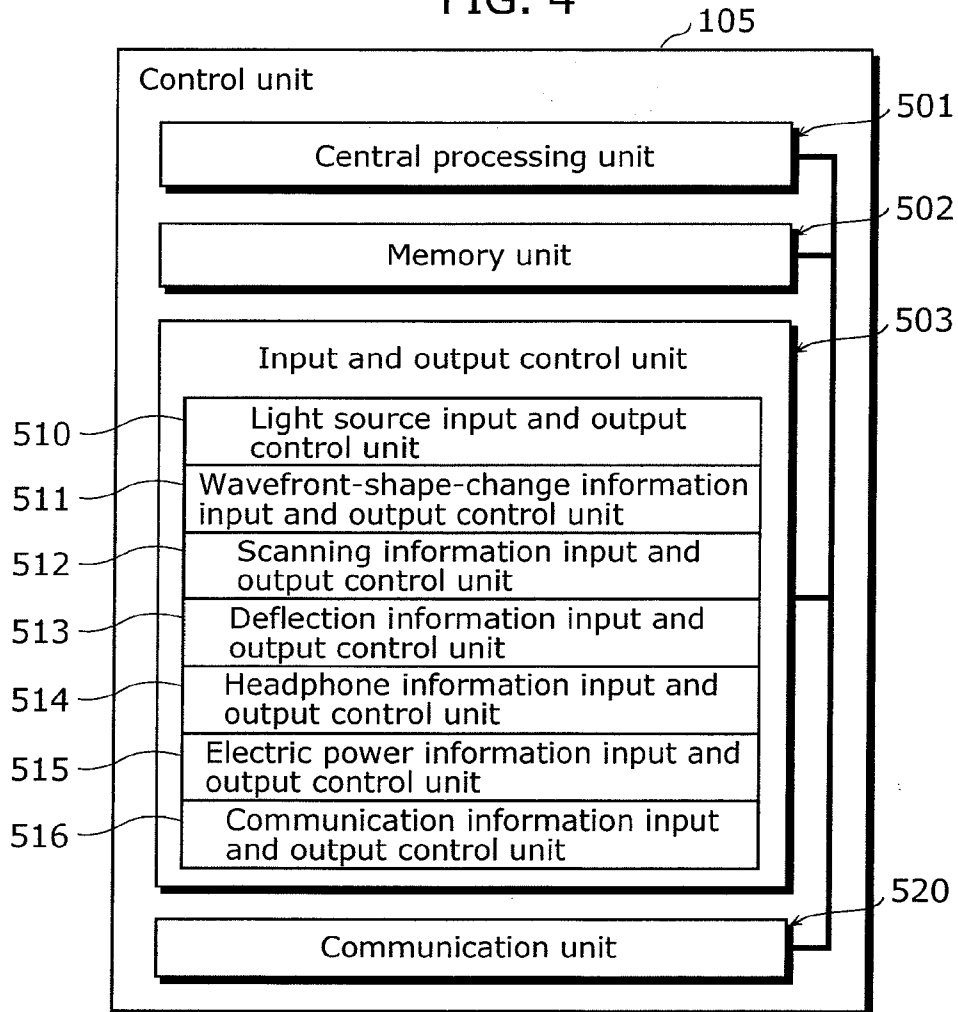 FIG. 4
105
Control unit
501
Central processing unit
502
Memory unit
503
Input and output control unit
510
Light source input and output
control unit
511
Wavefront-shape-change information
input and output control unit
512
Scanning information input and
output control unit
513
Deflection information input and
output control unit
514
Headphone information input and
output control unit
515
Electric power information input and
output control unit
516
Communication information input
and output control unit
520
Communication unit